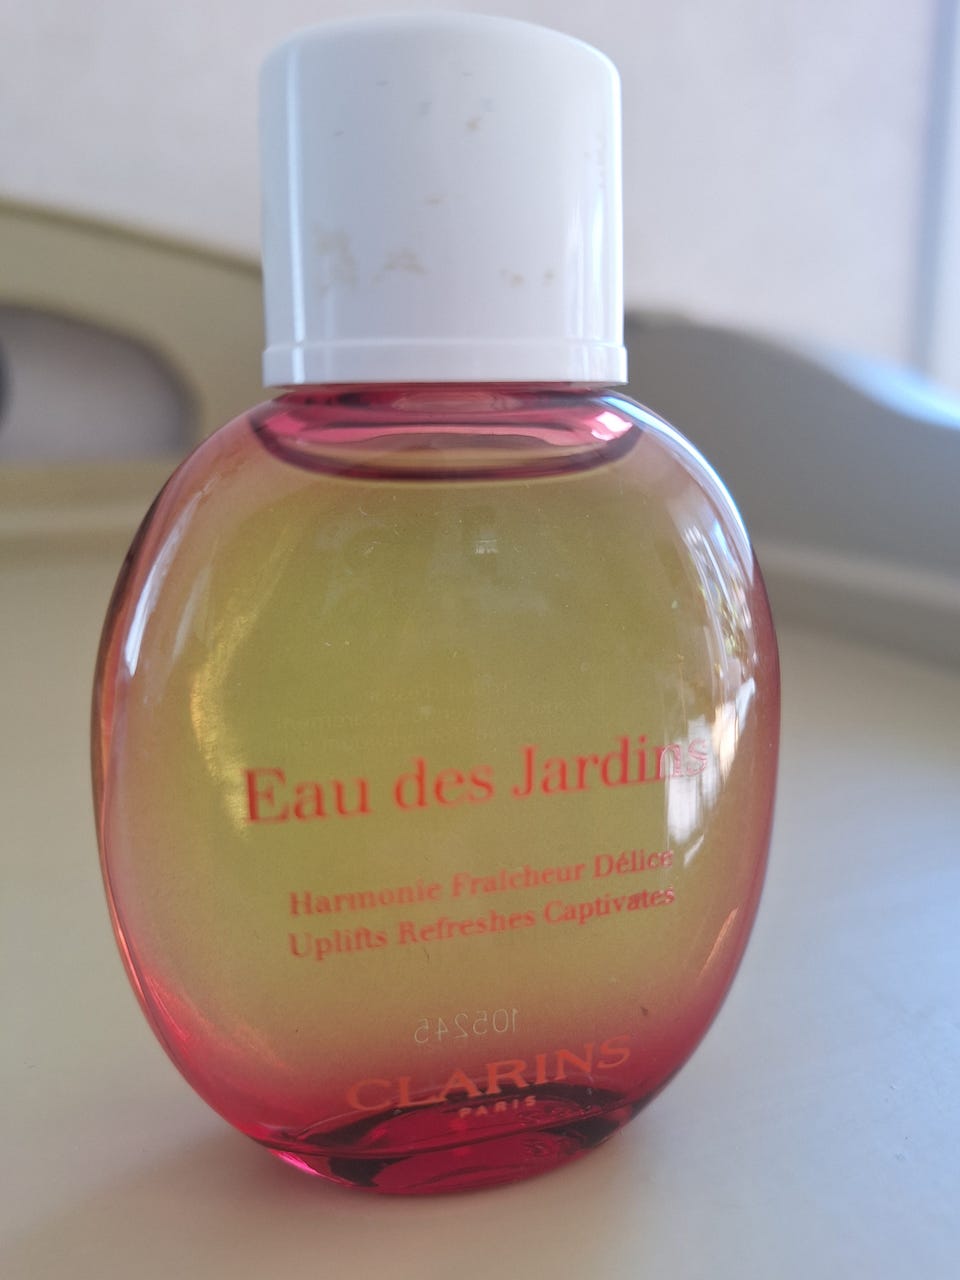 Eau des Jardins
Harmonie Fraîcheur Délice
Uplifts Refreshes Captivates
105245
CLARINS
PARIS